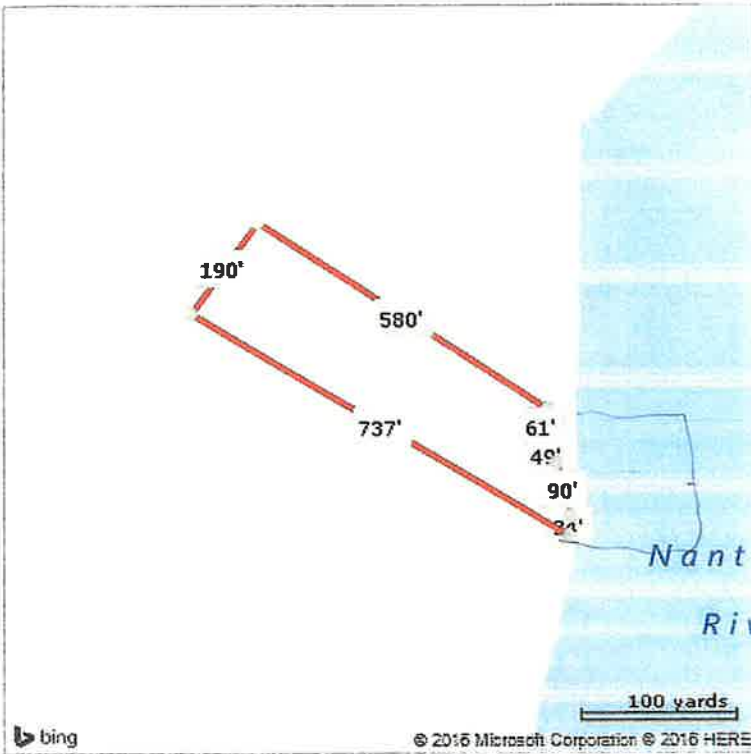 190'
580'
737'
61'
49'
90'
Nant
Riv
100 yards
bing
© 2016 Microsoft Corporation © 2016 HERE